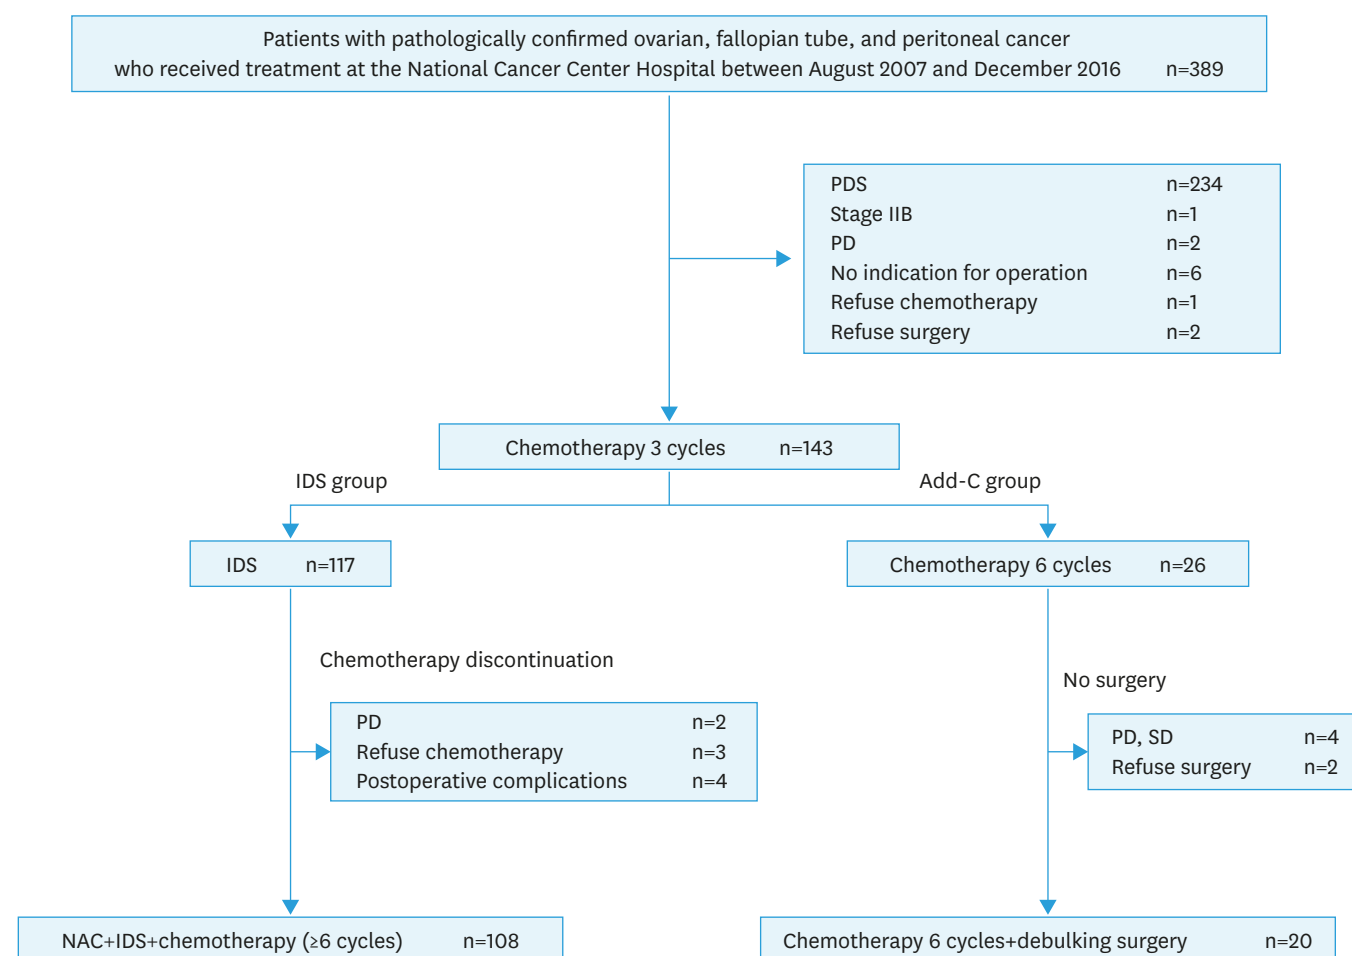 Patients with pathologically confirmed ovarian, fallopian tube, and peritoneal cancer
who received treatment at the National Cancer Center Hospital between August 2007 and December 2016 n=389
PDS n=234
Stage IIB n=1
PD n=2
No indication for operation n=6
Refuse chemotherapy n=1
Refuse surgery n=2
Chemotherapy 3 cycles n=143
IDS group
Add-C group
IDS n=117
Chemotherapy 6 cycles n=26
Chemotherapy discontinuation
PD n=2
Refuse chemotherapy n=3
Postoperative complications n=4
No surgery
PD, SD n=4
Refuse surgery n=2
NAC+IDS+chemotherapy (≥6 cycles) n=108
Chemotherapy 6 cycles+debulking surgery n=20